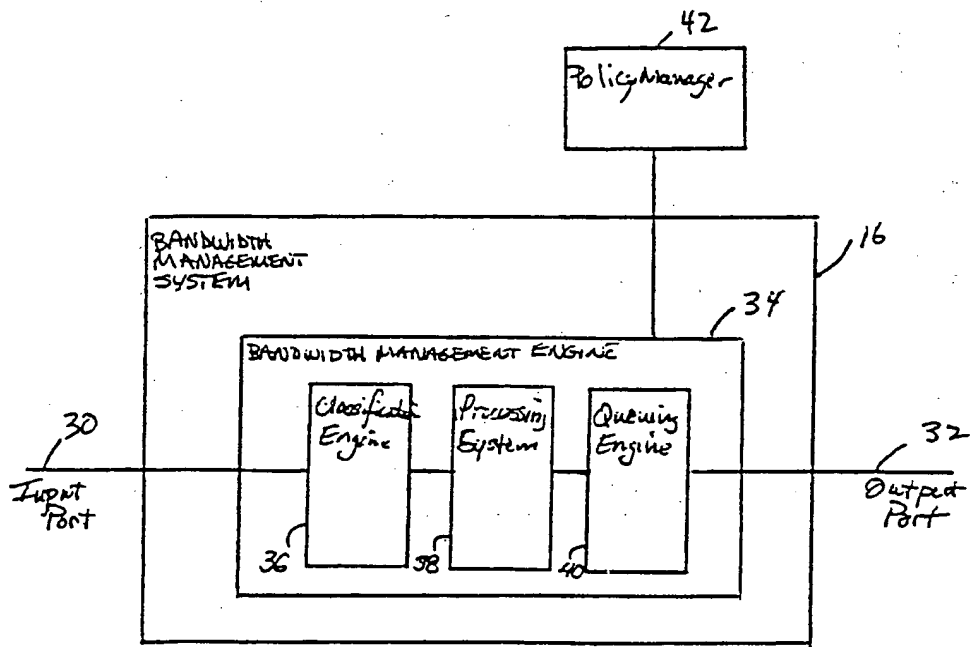 42
Policy Manager
BANDWIDTH
MANAGEMENT
SYSTEM
16
34
BANDWIDTH MANAGEMENT ENGINE
Engine
Processing
System
Queuing
Engine
30
Input
Port
32
Output
Port
36
38
40